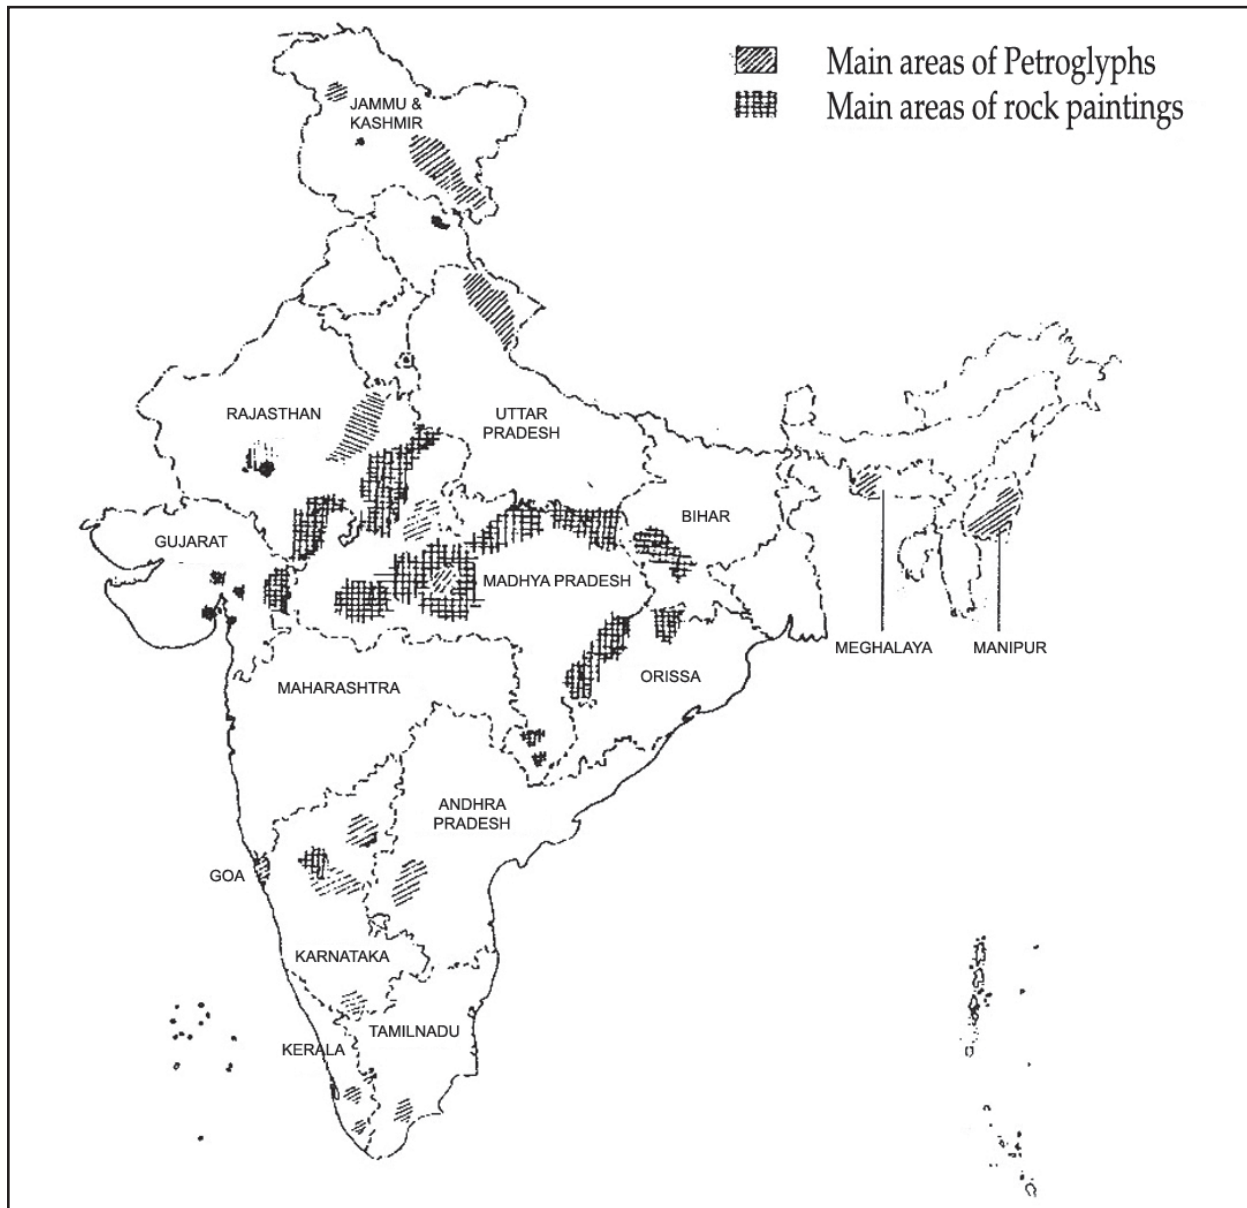 Main areas of Petroglyphs
Main areas of rock paintings
JAMMU &
KASHMIR
RAJASTHAN
UTTAR
PRADESH
GUJARAT
BIHAR
MADHYA PRADESH
MEGHALAYA
MANIPUR
ORISSA
MAHARASHTRA
ANDHRA
PRADESH
GOA
KARNATAKA
TAMILNADU
KERALA